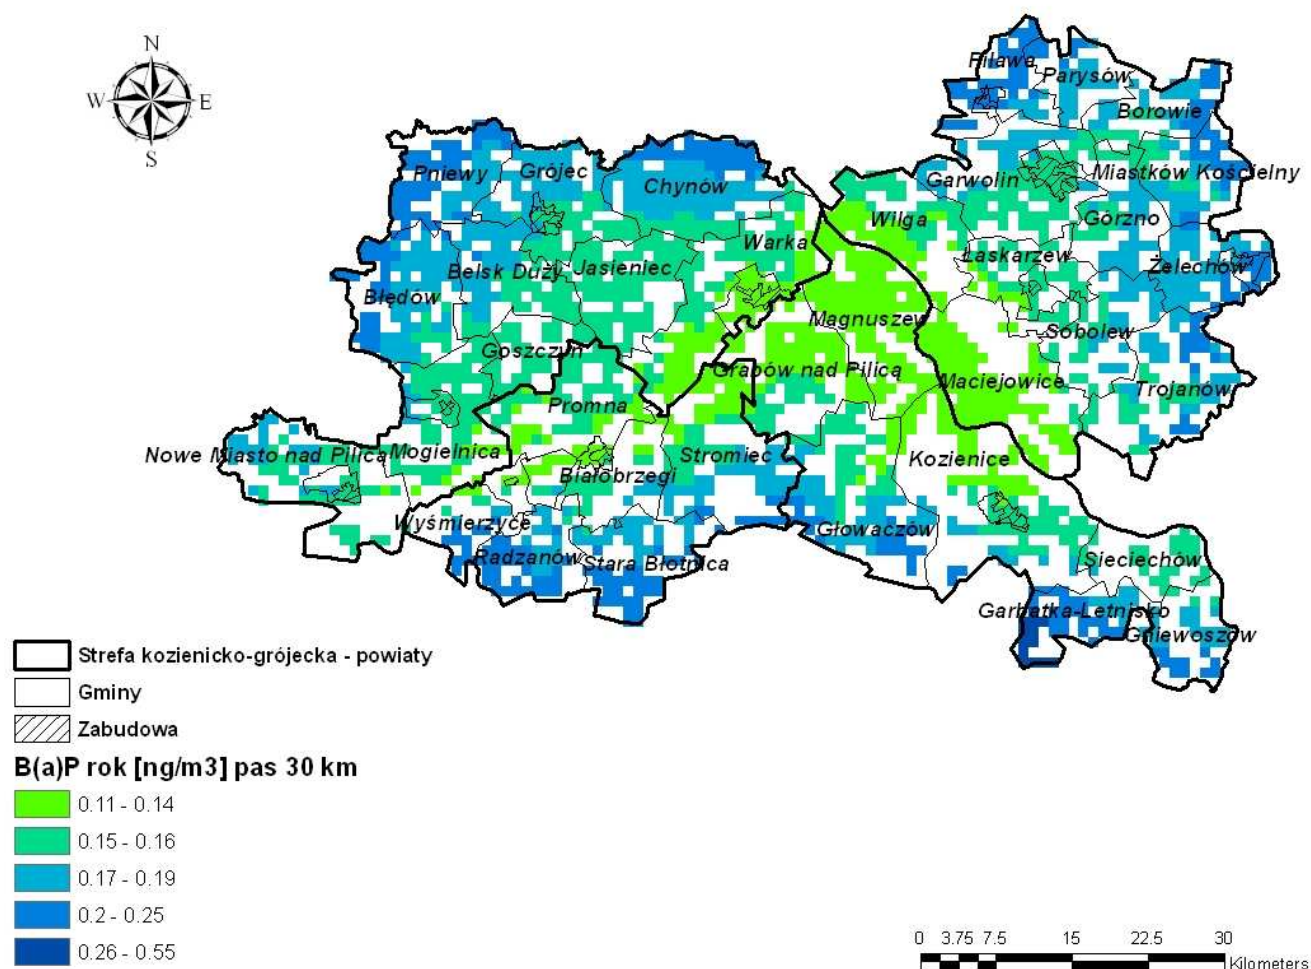 N
W E
S
Pilawa
Parysów
Borowie
Pniewy
Grójec
Chynów
Garwolin
Miastków Kościelny
Wilga
Górzno
Warka
Belsk Duży
Jasieniec
Łaskarzew
Żelechów
Błędów
Magnuszew
Sobolew
Goszczyn
Grabów nad Pilicą
Maciejowice
Trojanów
Promna
Nowe Miasto nad Pilicą
Mogielnica
Stromiec
Kozienice
Białobrzegi
Wyśmierzyce
Głowaczów
Radzanów
Stara Błotnica
Sieciechów
Garbatka-Letnisko
Gniewoszów
Strefa kozienicko-grójecka - powiaty
Gminy
Zabudowa
B(a)P rok [ng/m3] pas 30 km
0.11 - 0.14
0.15 - 0.16
0.17 - 0.19
0.2 - 0.25
0.26 - 0.55
0 3.75 7.5 15 22.5 30
Kilometers